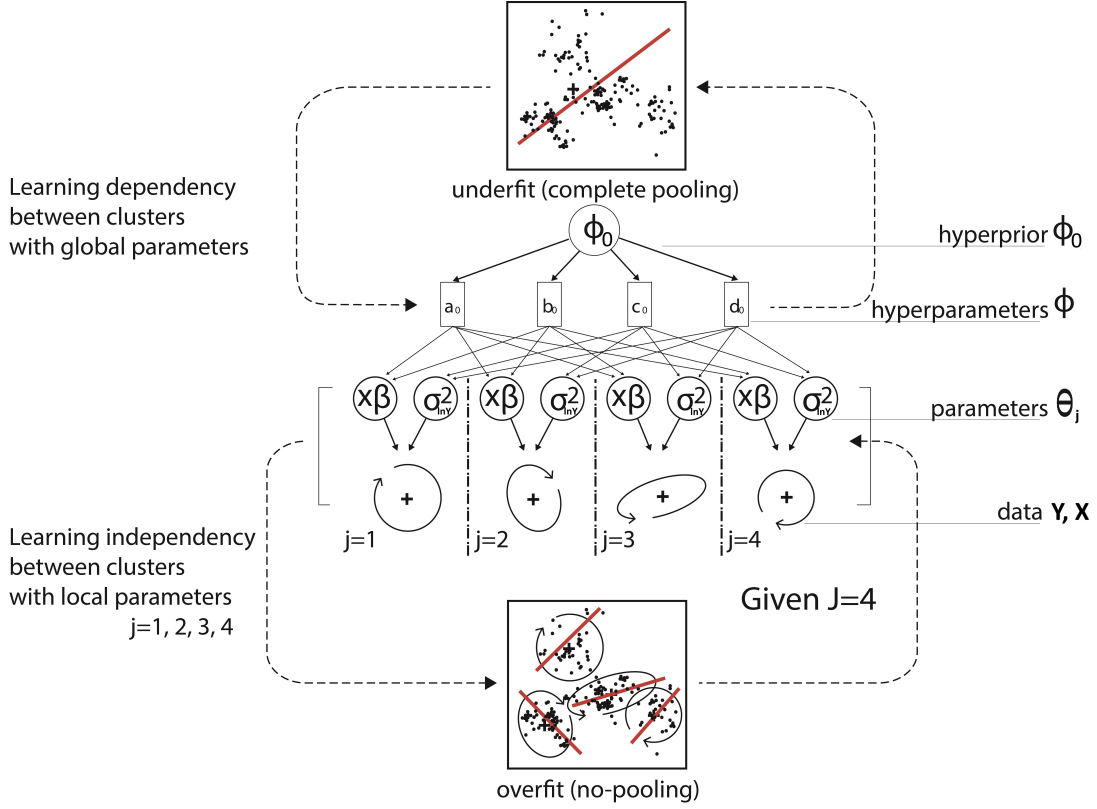 underfit (complete pooling)
Learning dependency
between clusters
with global parameters
ϕ0
hyperprior ϕ0
a0 b0 c0 d0
hyperparameters ϕ
xβ σ²lnY xβ σ²lnY xβ σ²lnY xβ σ²lnY
parameters θj
+ + + +
data Y, X
j=1 j=2 j=3 j=4
Learning independency
between clusters
with local parameters
j=1, 2, 3, 4
Given J=4
overfit (no-pooling)